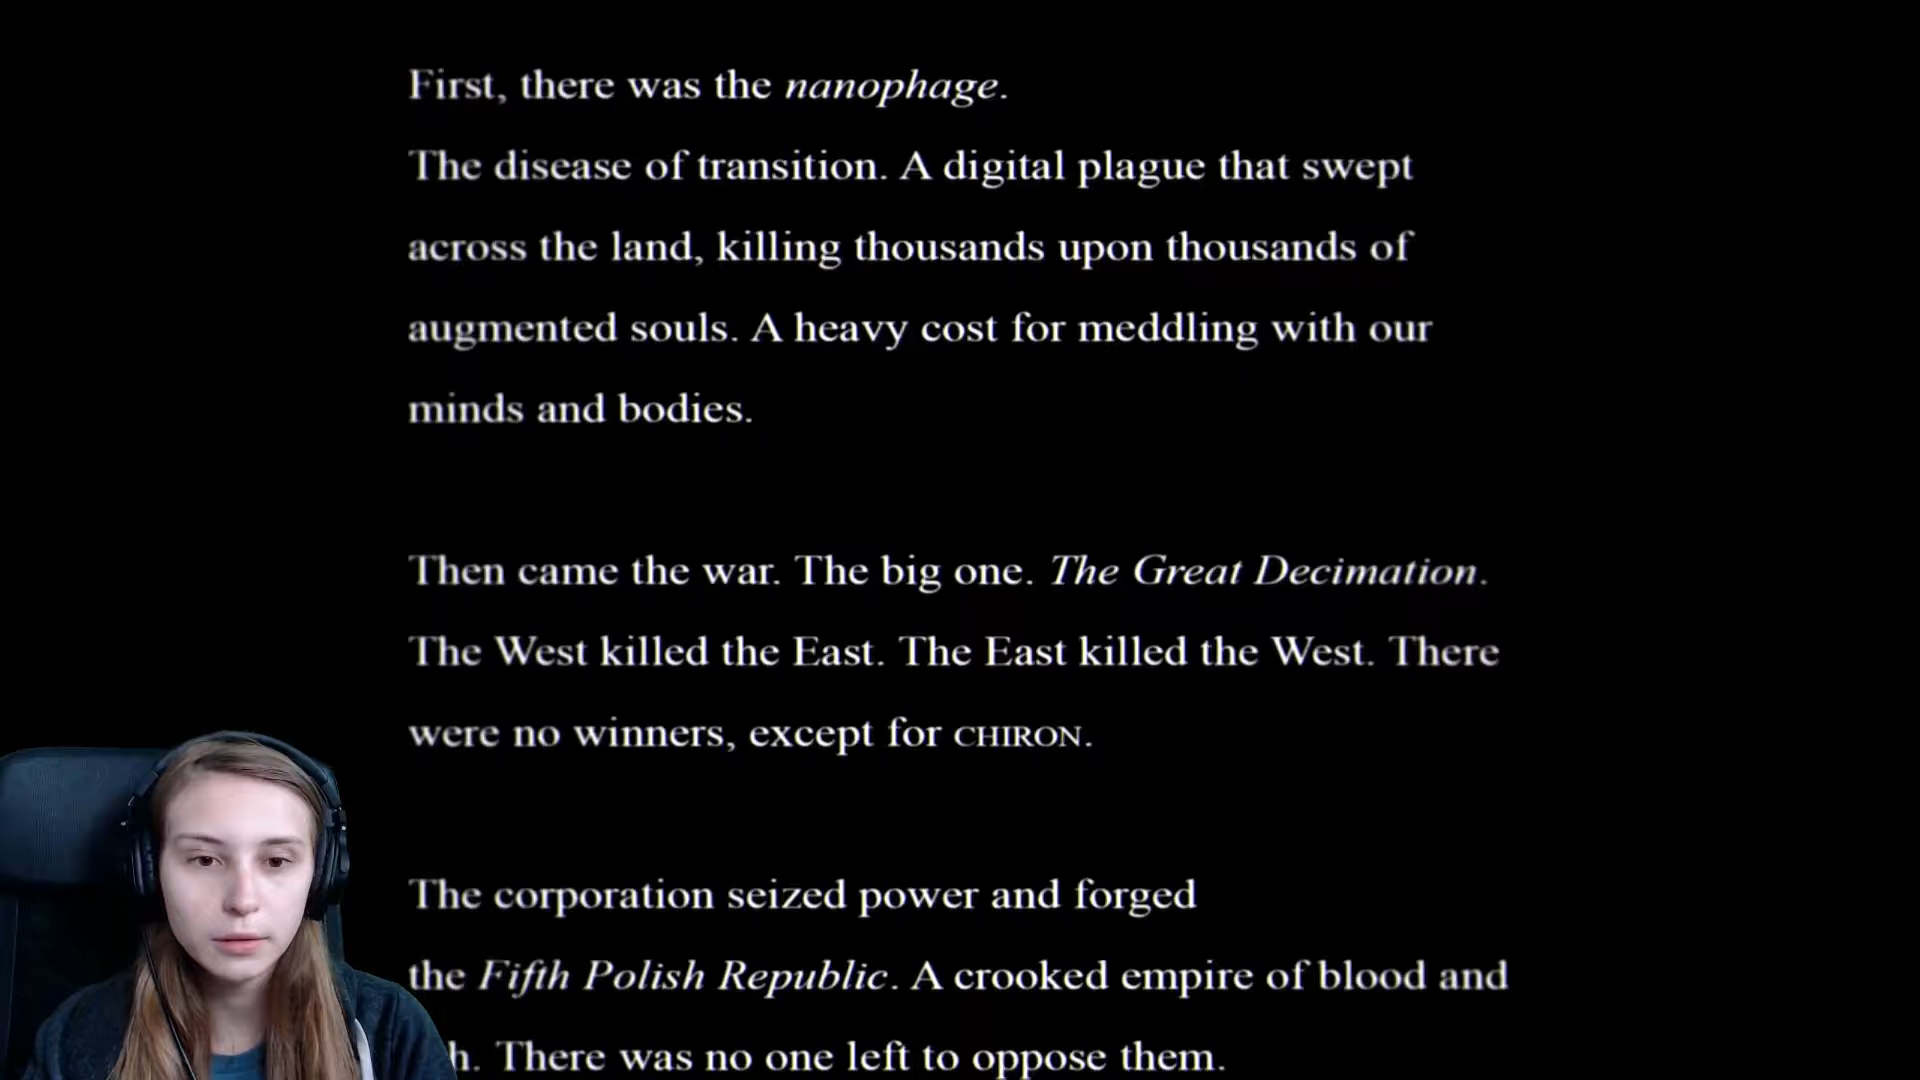 First, there was the nanophage.
The disease of transition. A digital plague that swept
across the land, killing thousands upon thousands of
augmented souls. A heavy cost for meddling with our
minds and bodies.
Then came the war. The big one. The Great Decimation.
The West killed the East. The East killed the West. There
were no winners, except for CHIRON.
The corporation seized power and forged
the Fifth Polish Republic. A crooked empire of blood and
There was no one left to oppose them.